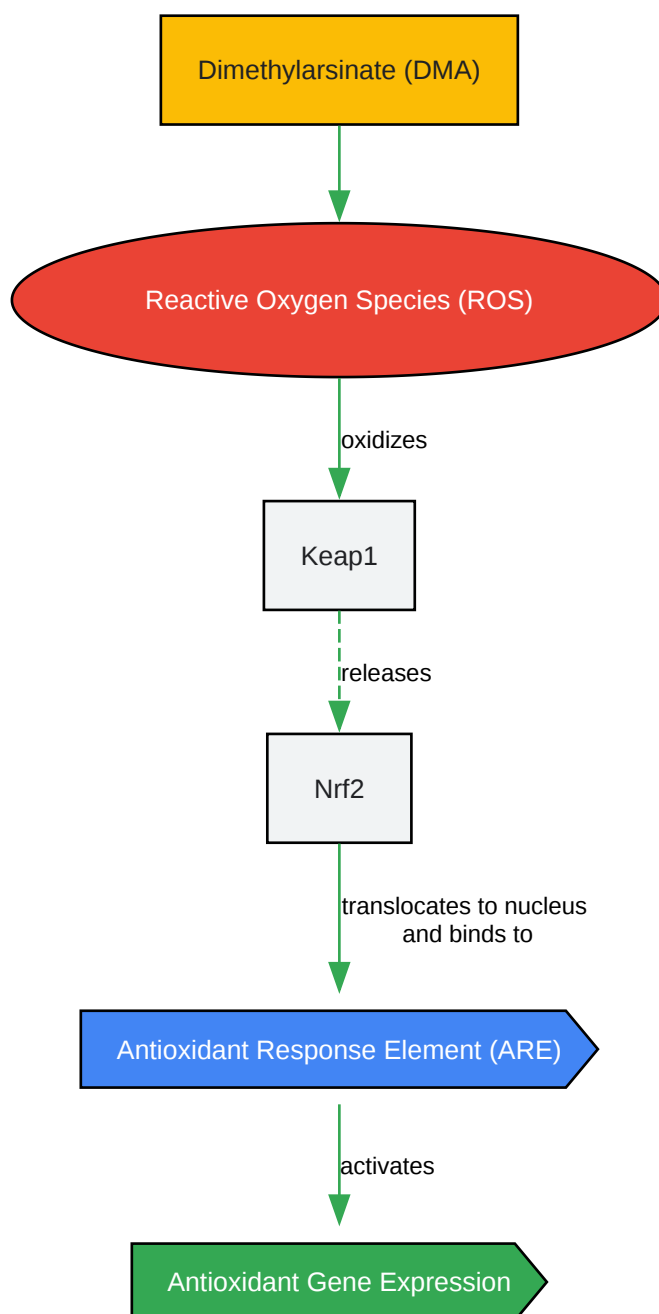 Dimethylarsinate (DMA)
Reactive Oxygen Species (ROS)
oxidizes
Keap1
releases
Nrf2
translocates to nucleus
and binds to
Antioxidant Response Element (ARE)
activates
Antioxidant Gene Expression